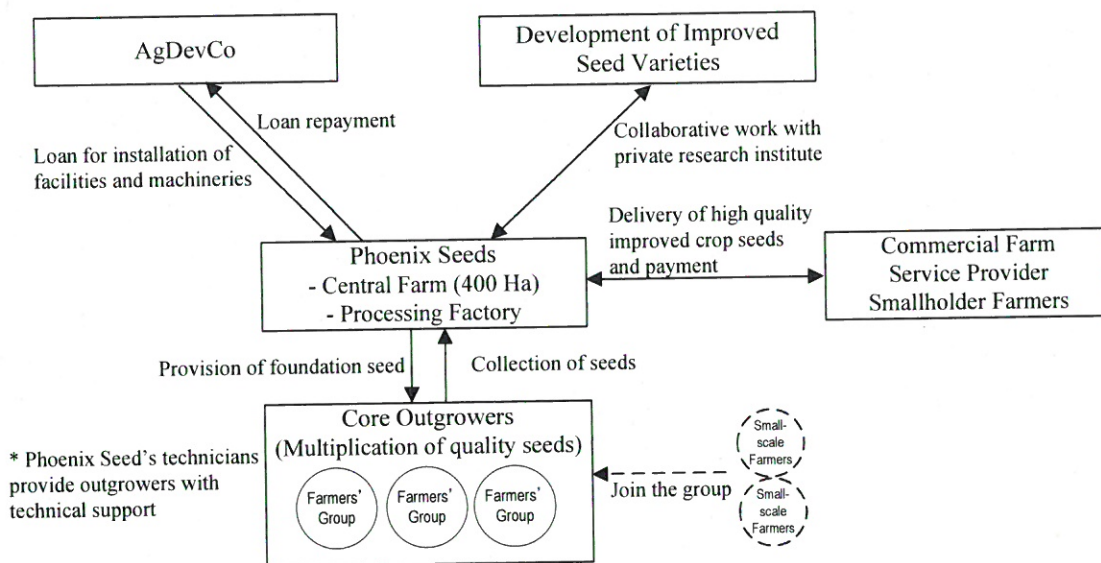 AgDevCo
Development of Improved
Seed Varieties
Loan repayment
Loan for installation of
facilities and machineries
Collaborative work with
private research institute
Delivery of high quality
improved crop seeds
and payment
Phoenix Seeds
- Central Farm (400 Ha)
- Processing Factory
Commercial Farm
Service Provider
Smallholder Farmers
Provision of foundation seed
Collection of seeds
Core Outgrowers
(Multiplication of quality seeds)
Farmers'
Group
Farmers'
Group
Farmers'
Group
* Phoenix Seed's technicians
provide outgrowers with
technical support
Join the group
Small-
scale
Farmers
Small-
scale
Farmers